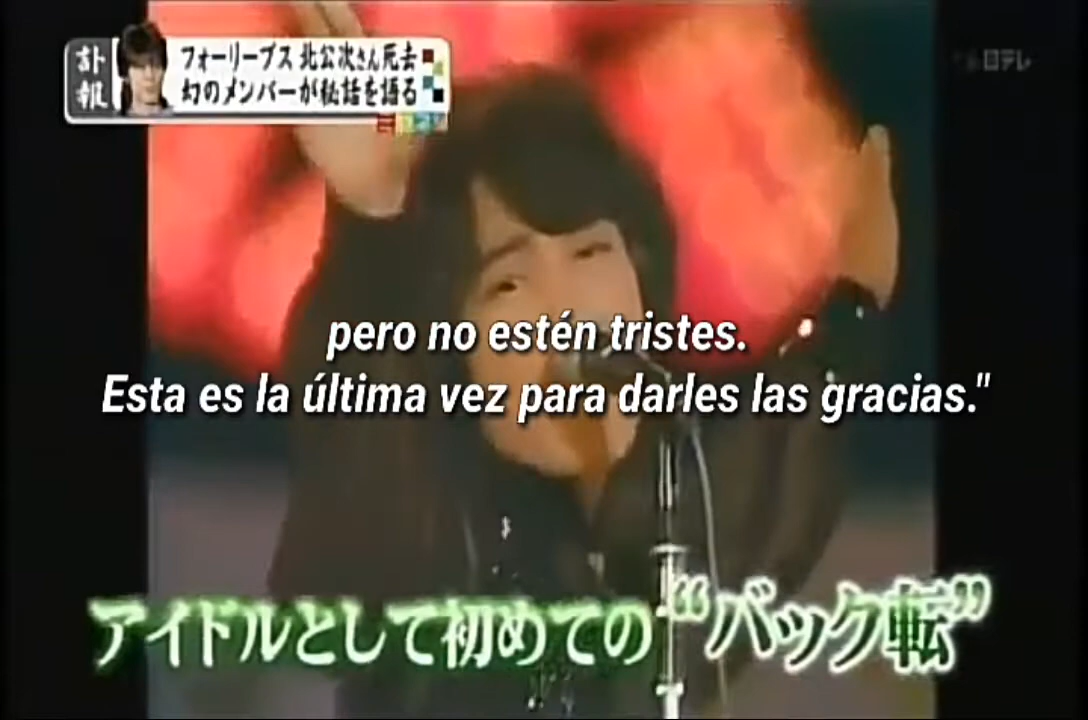 訃報
フォーリーブス 北公次さん死去
幻のメンバーが秘話を語る
日テレ
pero no estén tristes.
Esta es la última vez para darles las gracias."
アイドルとして初めての“バック転”